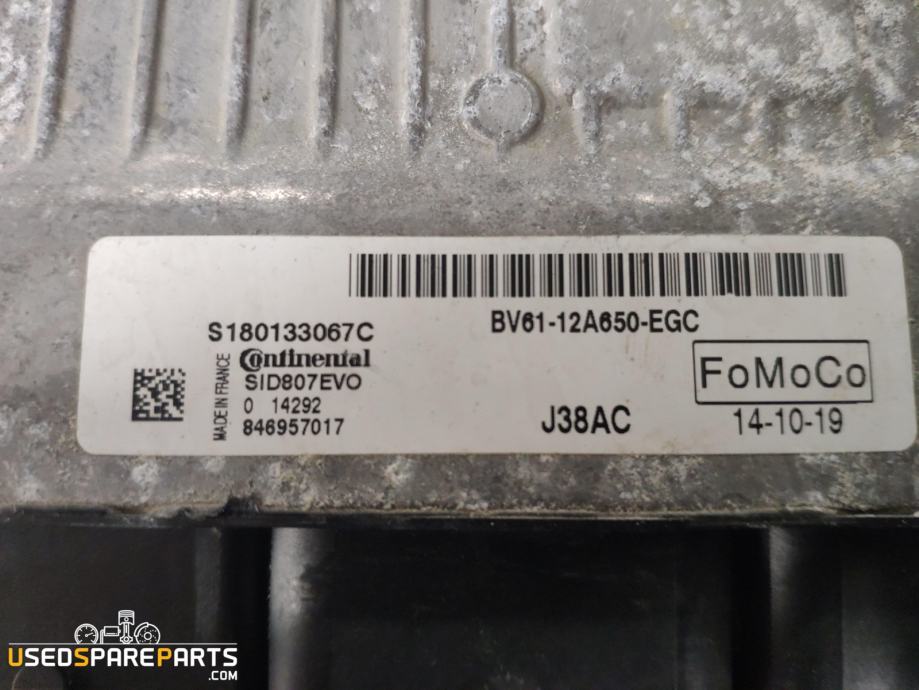 S180133067C
BV61-12A650-EGC
MADE IN FRANCE
Continental
SID807EVO
0 14292
846957017
J38AC
FoMoCo
14-10-19
USEDSPAREPARTS
.COM